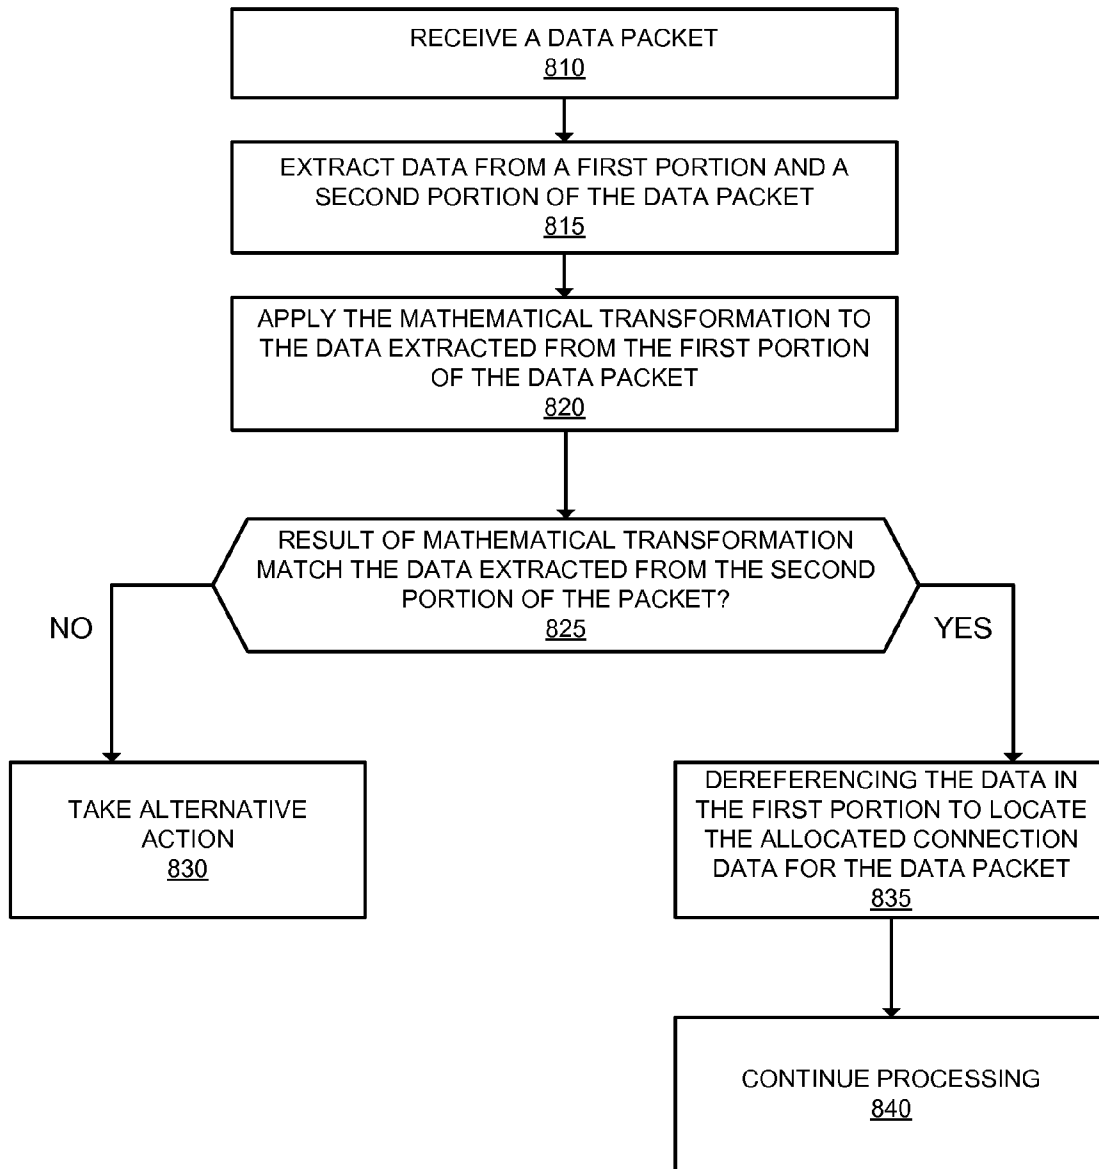 RECEIVE A DATA PACKET
810
EXTRACT DATA FROM A FIRST PORTION AND A
SECOND PORTION OF THE DATA PACKET
815
APPLY THE MATHEMATICAL TRANSFORMATION TO
THE DATA EXTRACTED FROM THE FIRST PORTION
OF THE DATA PACKET
820
RESULT OF MATHEMATICAL TRANSFORMATION
MATCH THE DATA EXTRACTED FROM THE SECOND
PORTION OF THE PACKET?
825
NO
YES
TAKE ALTERNATIVE
ACTION
830
DEREFERENCING THE DATA IN
THE FIRST PORTION TO LOCATE
THE ALLOCATED CONNECTION
DATA FOR THE DATA PACKET
835
CONTINUE PROCESSING
840